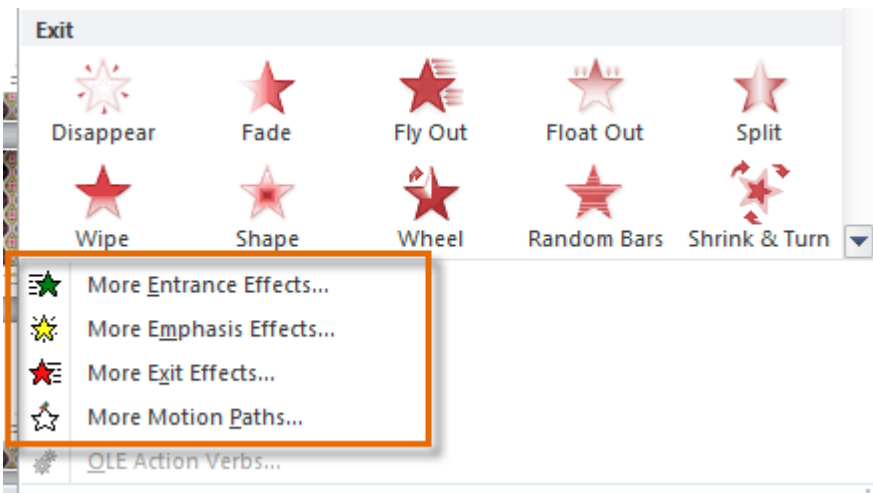 Exit
Disappear Fade Fly Out Float Out Split
Wipe Shape Wheel Random Bars Shrink & Turn
More Entrance Effects...
More Emphasis Effects...
More Exit Effects...
More Motion Paths...
OLE Action Verbs...